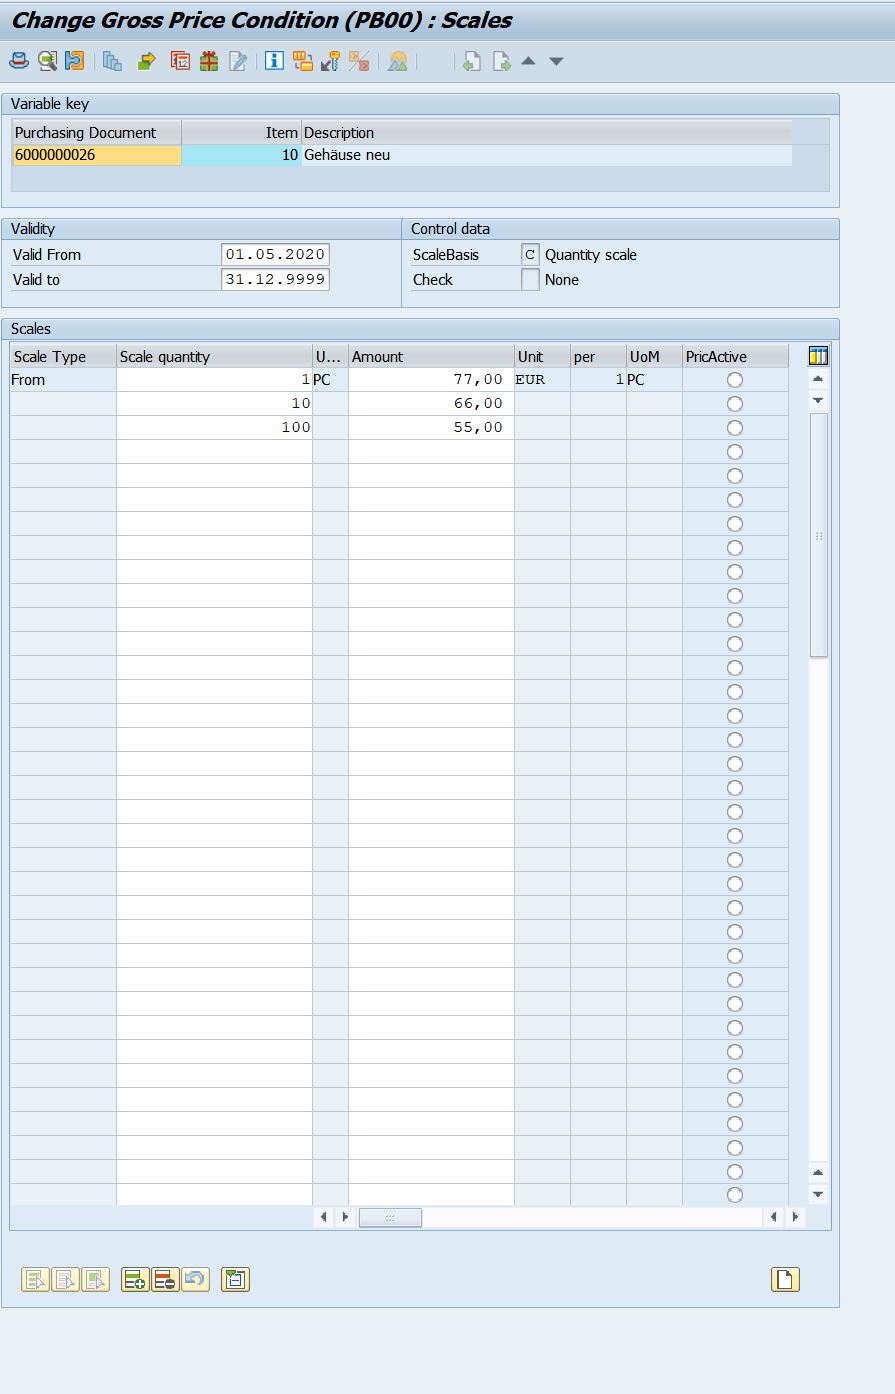 Change Gross Price Condition (PB00) : Scales
Variable key
Purchasing Document Item Description
6000000026 10 Gehäuse neu
Validity Control data
Valid From 01.05.2020 ScaleBasis C Quantity scale
Valid to 31.12.9999 Check None
Scales
Scale Type Scale quantity U... Amount Unit per UoM PricActive
From 1 PC 77,00 EUR 1 PC
10 66,00
100 55,00